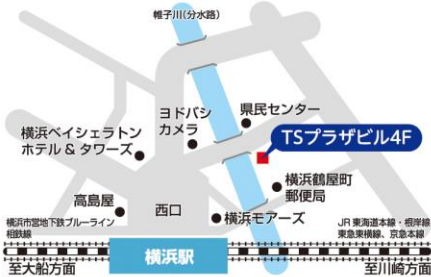 帷子川(分水路)
ヨドバシ
カメラ
県民センター
TSプラザビル4F
横浜ベイシェラトン
ホテル & タワーズ
横浜鶴屋町
郵便局
高島屋
西口
横浜モアーズ
横浜市営地下鉄ブルーライン
相鉄線
JR 東海道本線・根岸線
東急東横線、京急本線
横浜駅
至大船方面
至川崎方面